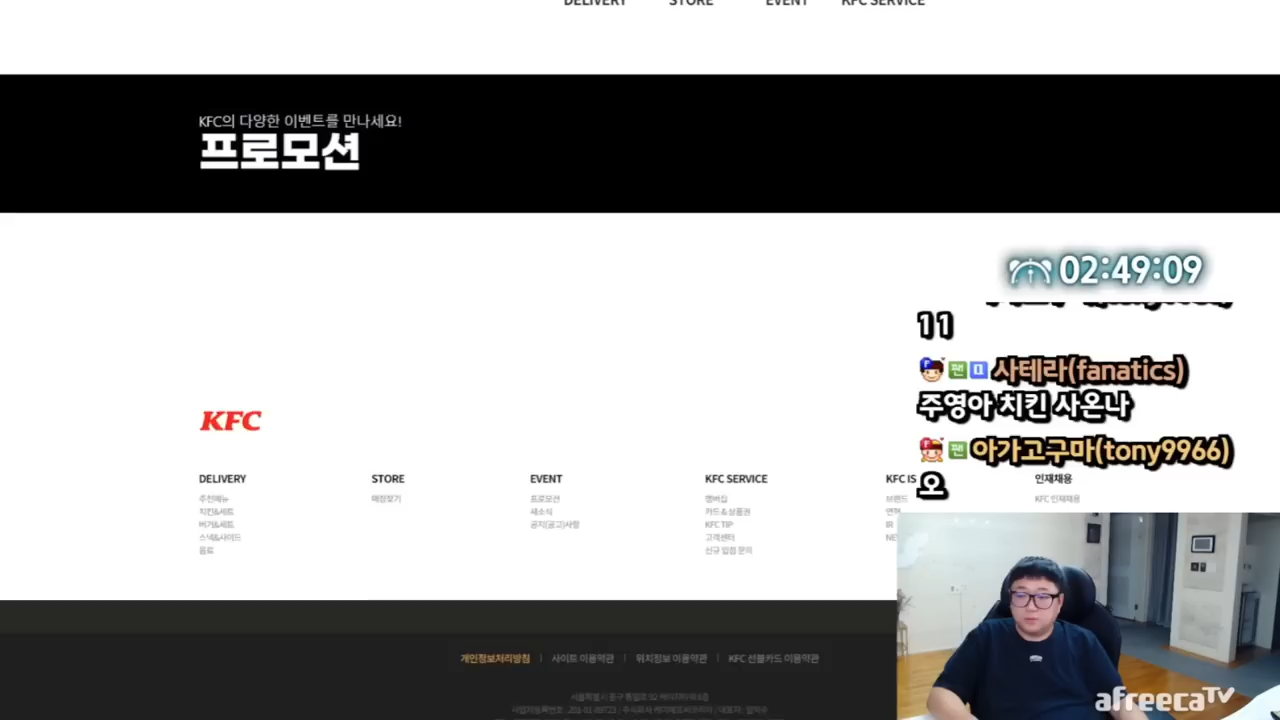 DELIVERY STORE EVENT KFC SERVICE
KFC의 다양한 이벤트를 만나세요!
프로모션
02:49:09
11
사테라(fanatics)
주영아 치킨 사온나
아가고구마(tony9966)
오
KFC
DELIVERY STORE EVENT KFC SERVICE KFC IS 인재채용
추천메뉴 매장찾기 프로모션 멤버십 브랜드 KFC 인재채용
치킨&세트 새소식 카드 & 상품권 연혁
버거&세트 공지(공고)사항 KFC TIP IR
스낵&사이드 고객센터 NE
음료 신규 입점 문의
개인정보처리방침 | 사이트 이용약관 | 위치정보 이용약관 | KFC 선불카드 이용약관
afreecaTV